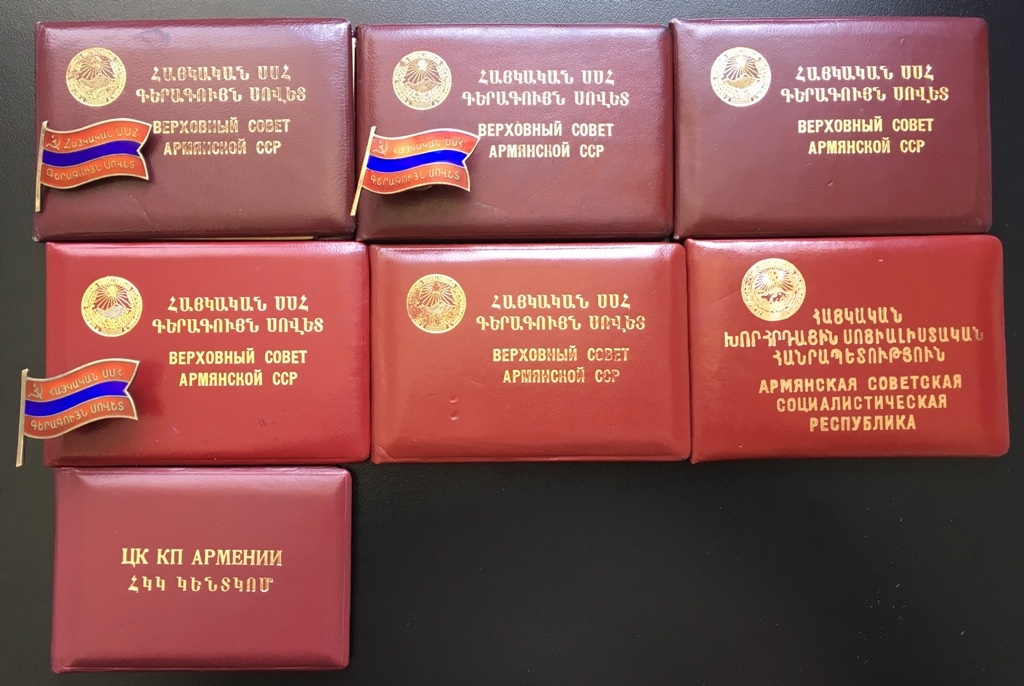 ՀԱՅԿԱԿԱՆ ՍՍՀ
ԳԵՐԱԳՈՒՅՆ ՍՈՎԵՏ
ВЕРХОВНЫЙ СОВЕТ
АРМЯНСКОЙ ССР
ՀԱՅԿԱԿԱՆ ՍՍՀ
ԳԵՐԱԳՈՒՅՆ ՍՈՎԵՏ
ՀԱՅԿԱԿԱՆ ՍՍՀ
ԳԵՐԱԳՈՒՅՆ ՍՈՎԵՏ
ВЕРХОВНЫЙ СОВЕТ
АРМЯНСКОЙ ССР
ՀԱՅԿԱԿԱՆ ՍՍՀ
ԳԵՐԱԳՈՒՅՆ ՍՈՎԵՏ
ՀԱՅԿԱԿԱՆ ՍՍՀ
ԳԵՐԱԳՈՒՅՆ ՍՈՎԵՏ
ВЕРХОВНЫЙ СОВЕТ
АРМЯНСКОЙ ССР
ՀԱՅԿԱԿԱՆ ՍՍՀ
ԳԵՐԱԳՈՒՅՆ ՍՈՎԵՏ
ВЕРХОВНЫЙ СОВЕТ
АРМЯНСКОЙ ССР
ՀԱՅԿԱԿԱՆ ՍՍՀ
ԳԵՐԱԳՈՒՅՆ ՍՈՎԵՏ
ՀԱՅԿԱԿԱՆ ՍՍՀ
ԳԵՐԱԳՈՒՅՆ ՍՈՎԵՏ
ВЕРХОВНЫЙ СОВЕТ
АРМЯНСКОЙ ССР
ՀԱՅԿԱԿԱՆ
ԽՈՐՀՐԴԱՅԻՆ ՍՈՑԻԱԼԻՍՏԱԿԱՆ
ՀԱՆՐԱՊԵՏՈՒԹՅՈՒՆ
АРМЯНСКАЯ СОВЕТСКАЯ
СОЦИАЛИСТИЧЕСКАЯ
РЕСПУБЛИКА
ЦК КП АРМЕНИИ
ՀԿԿ ԿԵՆՏԿՈՄ